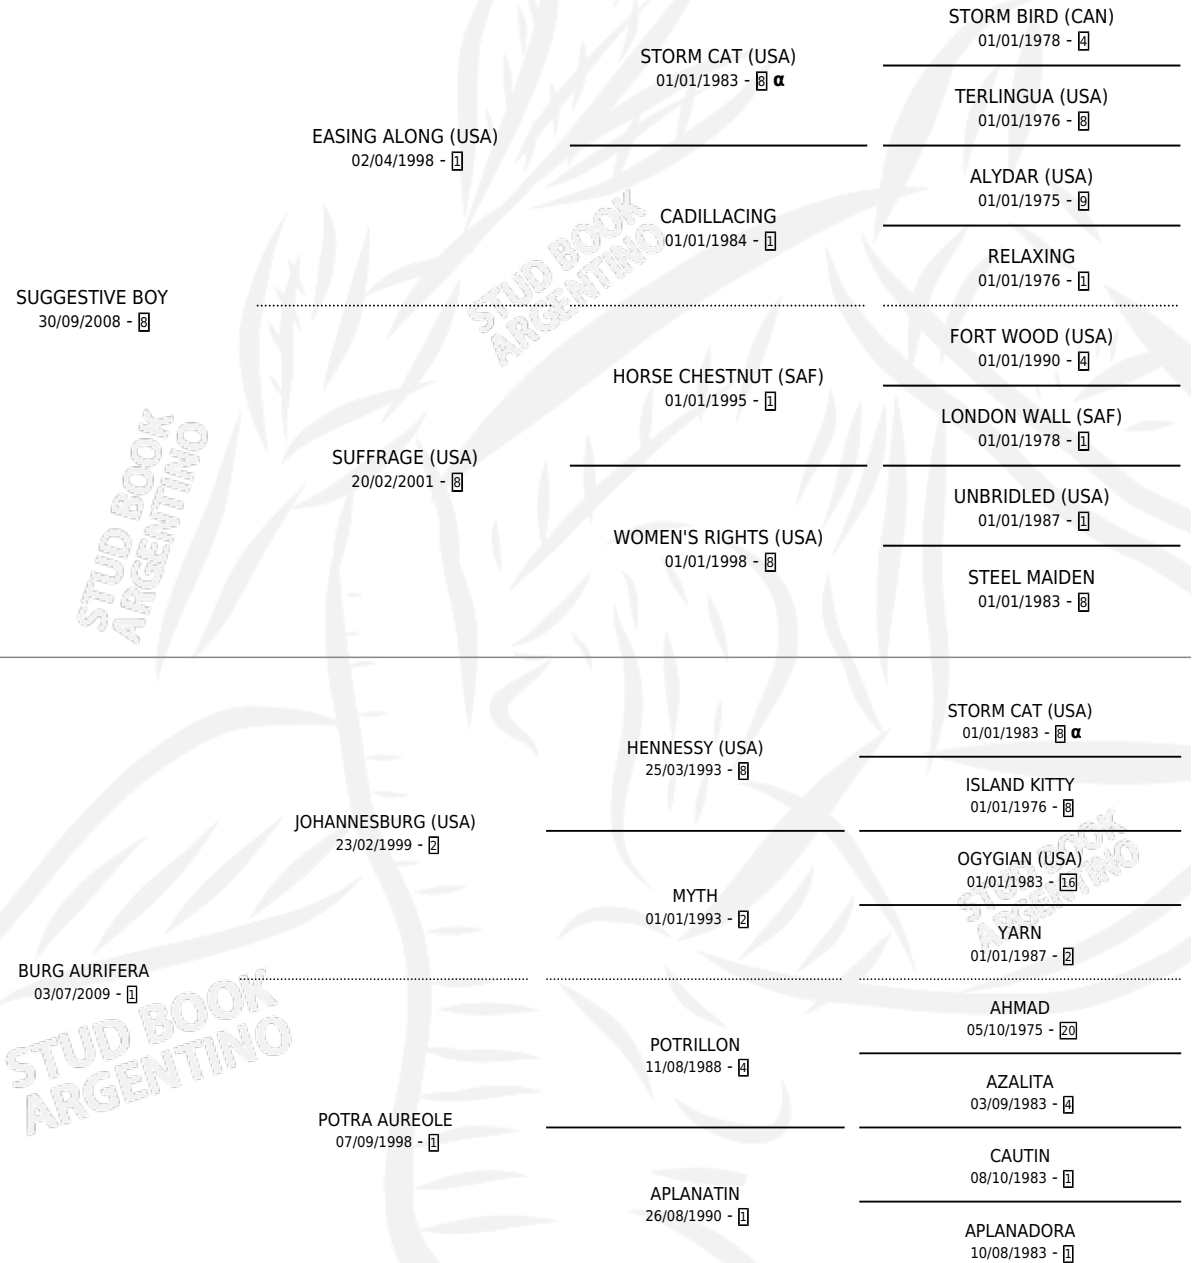 STORM BIRD (CAN)
01/01/1978 - 4
STORM CAT (USA)
01/01/1983 - 8 α
TERLINGUA (USA)
01/01/1976 - 8
EASING ALONG (USA)
02/04/1998 - 1
ALYDAR (USA)
01/01/1975 - 9
CADILLACING
01/01/1984 - 1
RELAXING
01/01/1976 - 1
SUGGESTIVE BOY
30/09/2008 - 8
STUD BOOK
ARGENTINO
FORT WOOD (USA)
01/01/1990 - 4
HORSE CHESTNUT (SAF)
01/01/1995 - 1
LONDON WALL (SAF)
01/01/1978 - 1
SUFFRAGE (USA)
20/02/2001 - 8
UNBRIDLED (USA)
01/01/1987 - 1
WOMEN'S RIGHTS (USA)
01/01/1998 - 8
STEEL MAIDEN
01/01/1983 - 8
STUD BOOK
ARGENTINO
STORM CAT (USA)
01/01/1983 - 8 α
HENNESSY (USA)
25/03/1993 - 8
ISLAND KITTY
01/01/1976 - 8
JOHANNESBURG (USA)
23/02/1999 - 2
OGYGIAN (USA)
01/01/1983 - 16
STUD BOOK
ARGENTINO
MYTH
01/01/1993 - 2
YARN
01/01/1987 - 2
BURG AURIFERA
03/07/2009 - 1
STUD BOOK
ARGENTINO
AHMAD
05/10/1975 - 20
POTRILLON
11/08/1988 - 4
AZALITA
03/09/1983 - 4
POTRA AUREOLE
07/09/1998 - 1
CAUTIN
08/10/1983 - 1
APLANATIN
26/08/1990 - 1
APLANADORA
10/08/1983 - 1